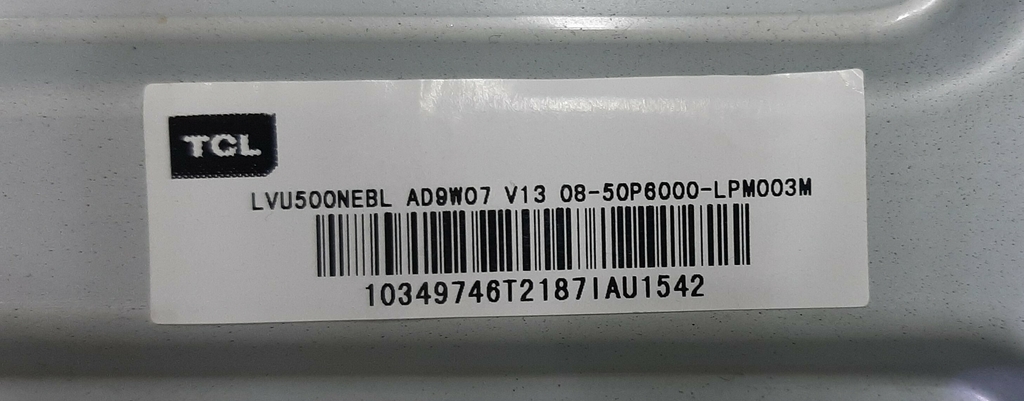 TCL
LVU500NEBL AD9W07 V13 08-50P6000-LPM003M
10349746T2187IAU1542